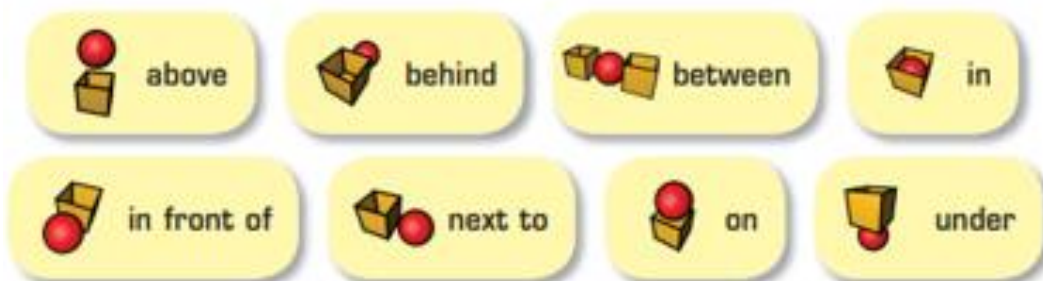 above behind between in
in front of next to on under